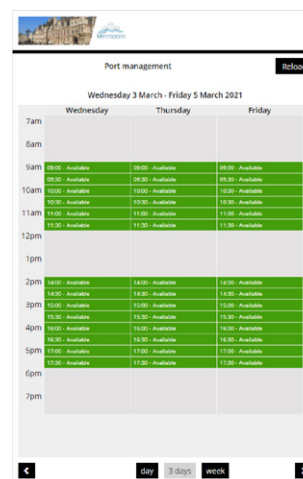 Port management
Reload
Wednesday 3 March - Friday 5 March 2021
Wednesday Thursday Friday
7am
8am
9am 09:00 - Available 09:00 - Available 09:00 - Available
09:30 - Available 09:30 - Available 09:30 - Available
10am 10:00 - Available 10:00 - Available 10:00 - Available
10:30 - Available 10:30 - Available 10:30 - Available
11am 11:00 - Available 11:00 - Available 11:00 - Available
11:30 - Available 11:30 - Available 11:30 - Available
12pm
1pm
2pm 14:00 - Available 14:00 - Available 14:00 - Available
14:30 - Available 14:30 - Available 14:30 - Available
3pm 15:00 - Available 15:00 - Available 15:00 - Available
15:30 - Available 15:30 - Available 15:30 - Available
4pm 16:00 - Available 16:00 - Available 16:00 - Available
16:30 - Available 16:30 - Available 16:30 - Available
5pm 17:00 - Available 17:00 - Available 17:00 - Available
17:30 - Available 17:30 - Available 17:30 - Available
6pm
7pm
day 3 days week